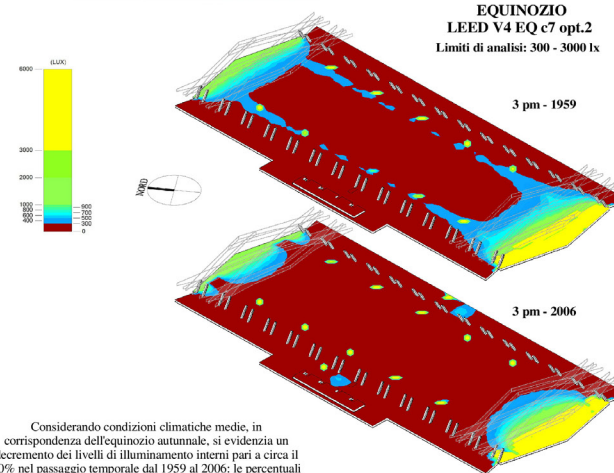 EQUINOZIO
LEED V4 EQ c7 opt.2
Limiti di analisi: 300 - 3000 lx
(LUX)
6000
3000
2000
1000
900
800
700
600
500
400
300
0
NORD
3 pm - 1959
3 pm - 2006
Considerando condizioni climatiche medie, in
corrispondenza dell'equinozio autunnale, si evidenzia un
decremento dei livelli di illuminamento interni pari a circa il
0% nel passaggio temporale dal 1959 al 2006: le percentuali